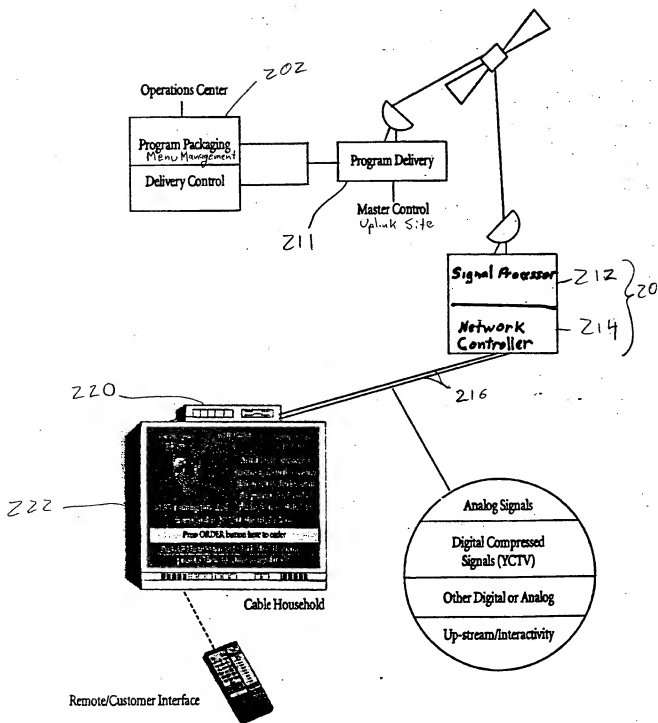 202
Operations Center
Program Packaging
Menu Management
Delivery Control
Program Delivery
211
Master Control
Uplink Site
Signal Processor
212
20
Network
Controller
214
220
216
222
Press ORDER button here to order
Cable Household
Analog Signals
Digital Compressed
Signals (YCTV)
Other Digital or Analog
Up-stream/Interactivity
Remote/Customer Interface